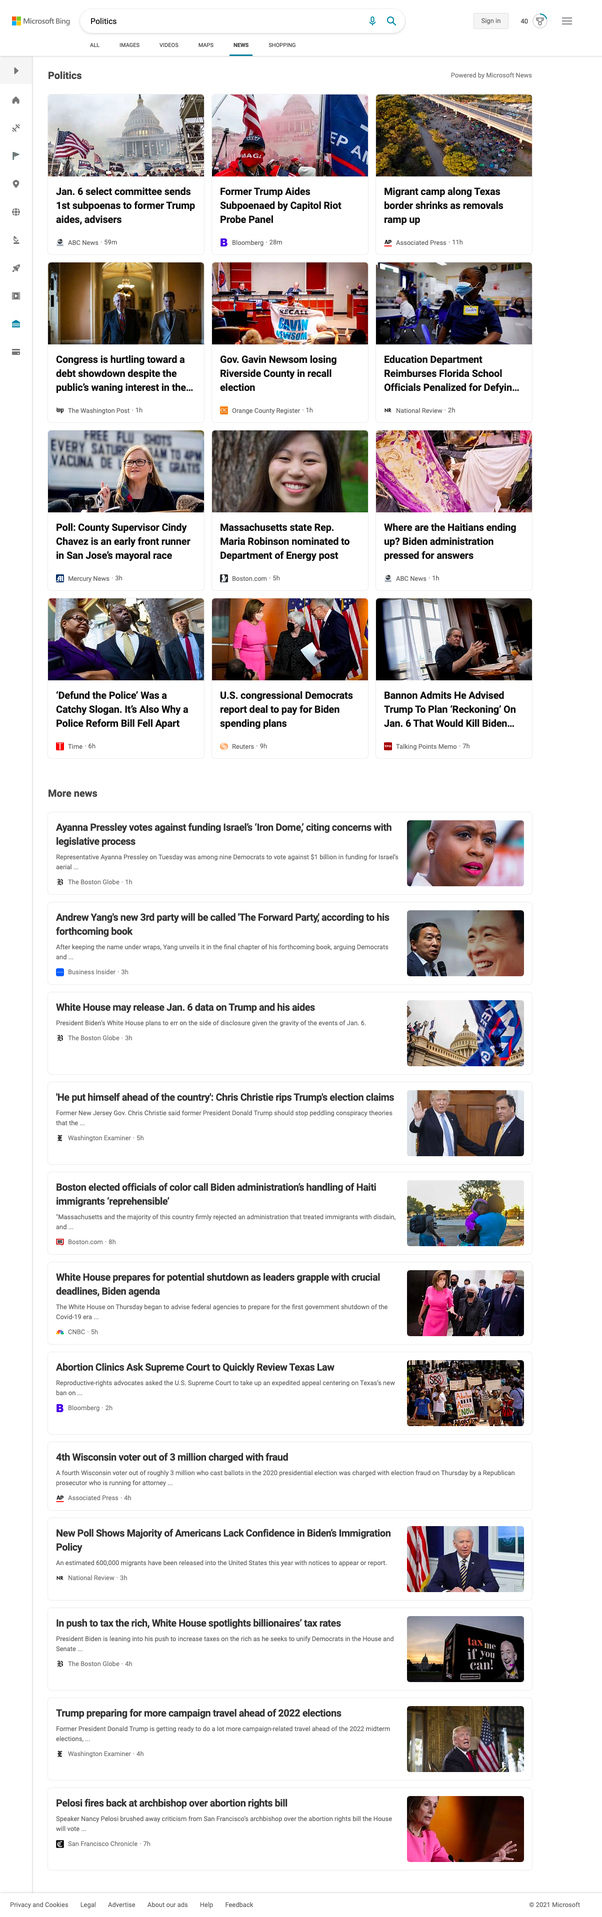 Microsoft Bing
Politics
Sign in
40
ALL
IMAGES
VIDEOS
MAPS
NEWS
SHOPPING
Politics
Powered by Microsoft News
Jan. 6 select committee sends
1st subpoenas to former Trump
aides, advisers
ABC News · 59m
Former Trump Aides
Subpoenaed by Capitol Riot
Probe Panel
B Bloomberg · 28m
Migrant camp along Texas
border shrinks as removals
ramp up
AP Associated Press · 11h
Congress is hurtling toward a
debt showdown despite the
public's waning interest in the...
wp The Washington Post · 1h
RECALL
GAVIN
NEWSOM
Gov. Gavin Newsom losing
Riverside County in recall
election
Orange County Register · 1h
Education Department
Reimburses Florida School
Officials Penalized for Defyin...
NR National Review · 2h
FREE FLU SHOTS
EVERY SATURDAY AM TO 4PM
VACUNA DE GRATIS
Poll: County Supervisor Cindy
Chavez is an early front runner
in San Jose's mayoral race
Mercury News · 3h
Massachusetts state Rep.
Maria Robinson nominated to
Department of Energy post
Boston.com · 5h
Where are the Haitians ending
up? Biden administration
pressed for answers
ABC News · 1h
'Defund the Police' Was a
Catchy Slogan. It's Also Why a
Police Reform Bill Fell Apart
Time · 6h
U.S. congressional Democrats
report deal to pay for Biden
spending plans
Reuters · 9h
Bannon Admits He Advised
Trump To Plan 'Reckoning' On
Jan. 6 That Would Kill Biden...
Talking Points Memo · 7h
More news
Ayanna Pressley votes against funding Israel's 'Iron Dome,' citing concerns with
legislative process
Representative Ayanna Pressley on Tuesday was among nine Democrats to vote against $1 billion in funding for Israel's
aerial ...
The Boston Globe · 1h
Andrew Yang's new 3rd party will be called 'The Forward Party,' according to his
forthcoming book
After keeping the name under wraps, Yang unveils it in the final chapter of his forthcoming book, arguing Democrats
and ...
Business Insider · 3h
White House may release Jan. 6 data on Trump and his aides
President Biden's White House plans to err on the side of disclosure given the gravity of the events of Jan. 6.
The Boston Globe · 3h
'He put himself ahead of the country': Chris Christie rips Trump's election claims
Former New Jersey Gov. Chris Christie said former President Donald Trump should stop peddling conspiracy theories
that the ...
Washington Examiner · 5h
Boston elected officials of color call Biden administration's handling of Haiti
immigrants 'reprehensible'
"Massachusetts and the majority of this country firmly rejected an administration that treated immigrants with disdain,
and ...
Boston.com · 8h
White House prepares for potential shutdown as leaders grapple with crucial
deadlines, Biden agenda
The White House on Thursday began to advise federal agencies to prepare for the first government shutdown of the
Covid-19 era ...
CNBC · 5h
Abortion Clinics Ask Supreme Court to Quickly Review Texas Law
Reproductive-rights advocates asked the U.S. Supreme Court to take up an expedited appeal centering on Texas's new
ban on ...
B Bloomberg · 2h
4th Wisconsin voter out of 3 million charged with fraud
A fourth Wisconsin voter out of roughly 3 million who cast ballots in the 2020 presidential election was charged with election fraud on Thursday by a Republican
prosecutor who is running for attorney ...
AP Associated Press · 4h
New Poll Shows Majority of Americans Lack Confidence in Biden's Immigration
Policy
An estimated 600,000 migrants have been released into the United States this year with notices to appear or report.
NR National Review · 3h
In push to tax the rich, White House spotlights billionaires' tax rates
President Biden is leaning into his push to increase taxes on the rich as he seeks to unify Democrats in the House and
Senate ...
The Boston Globe · 4h
tax me
if you
can!
Trump preparing for more campaign travel ahead of 2022 elections
Former President Donald Trump is getting ready to do a lot more campaign-related travel ahead of the 2022 midterm
elections, ...
Washington Examiner · 4h
Pelosi fires back at archbishop over abortion rights bill
Speaker Nancy Pelosi brushed away criticism from San Francisco's archbishop over the abortion rights bill the House
will vote ...
San Francisco Chronicle · 7h
Privacy and Cookies
Legal
Advertise
About our ads
Help
Feedback
© 2021 Microsoft